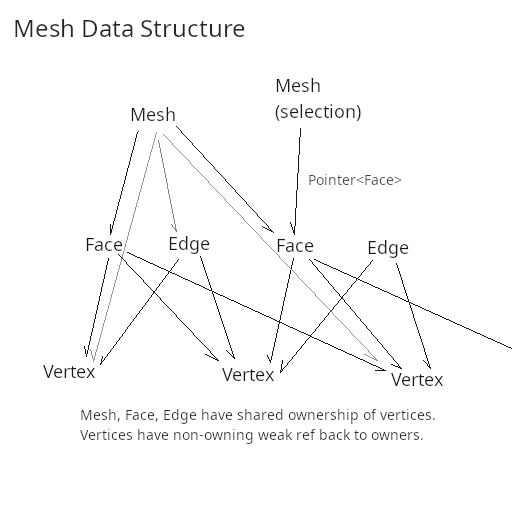 Mesh Data Structure
Mesh
(selection)
Mesh
Pointer<Face>
Face
Edge
Face
Edge
Vertex
Vertex
Vertex
Mesh, Face, Edge have shared ownership of vertices.
Vertices have non-owning weak ref back to owners.